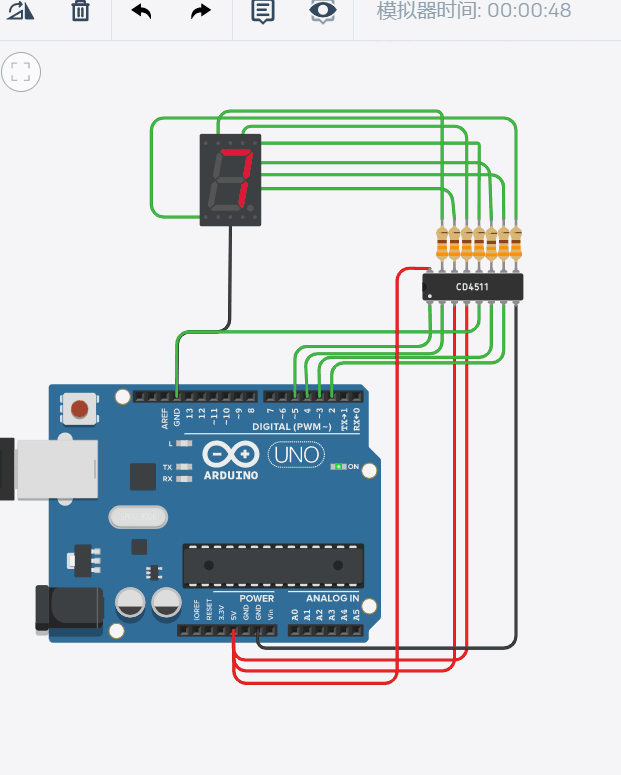 模拟器时间: 00:00:48
CD4511
AREF
GND
13
12
~11
~10
~9
8
7
~6
~5
4
~3
2
TX→1
RX←0
DIGITAL (PWM~)
L
TX
RX
ARDUINO
UNO
ON
POWER
ANALOG IN
IOREF
RESET
3.3V
5V
GND
GND
Vin
A0
A1
A2
A3
A4
A5